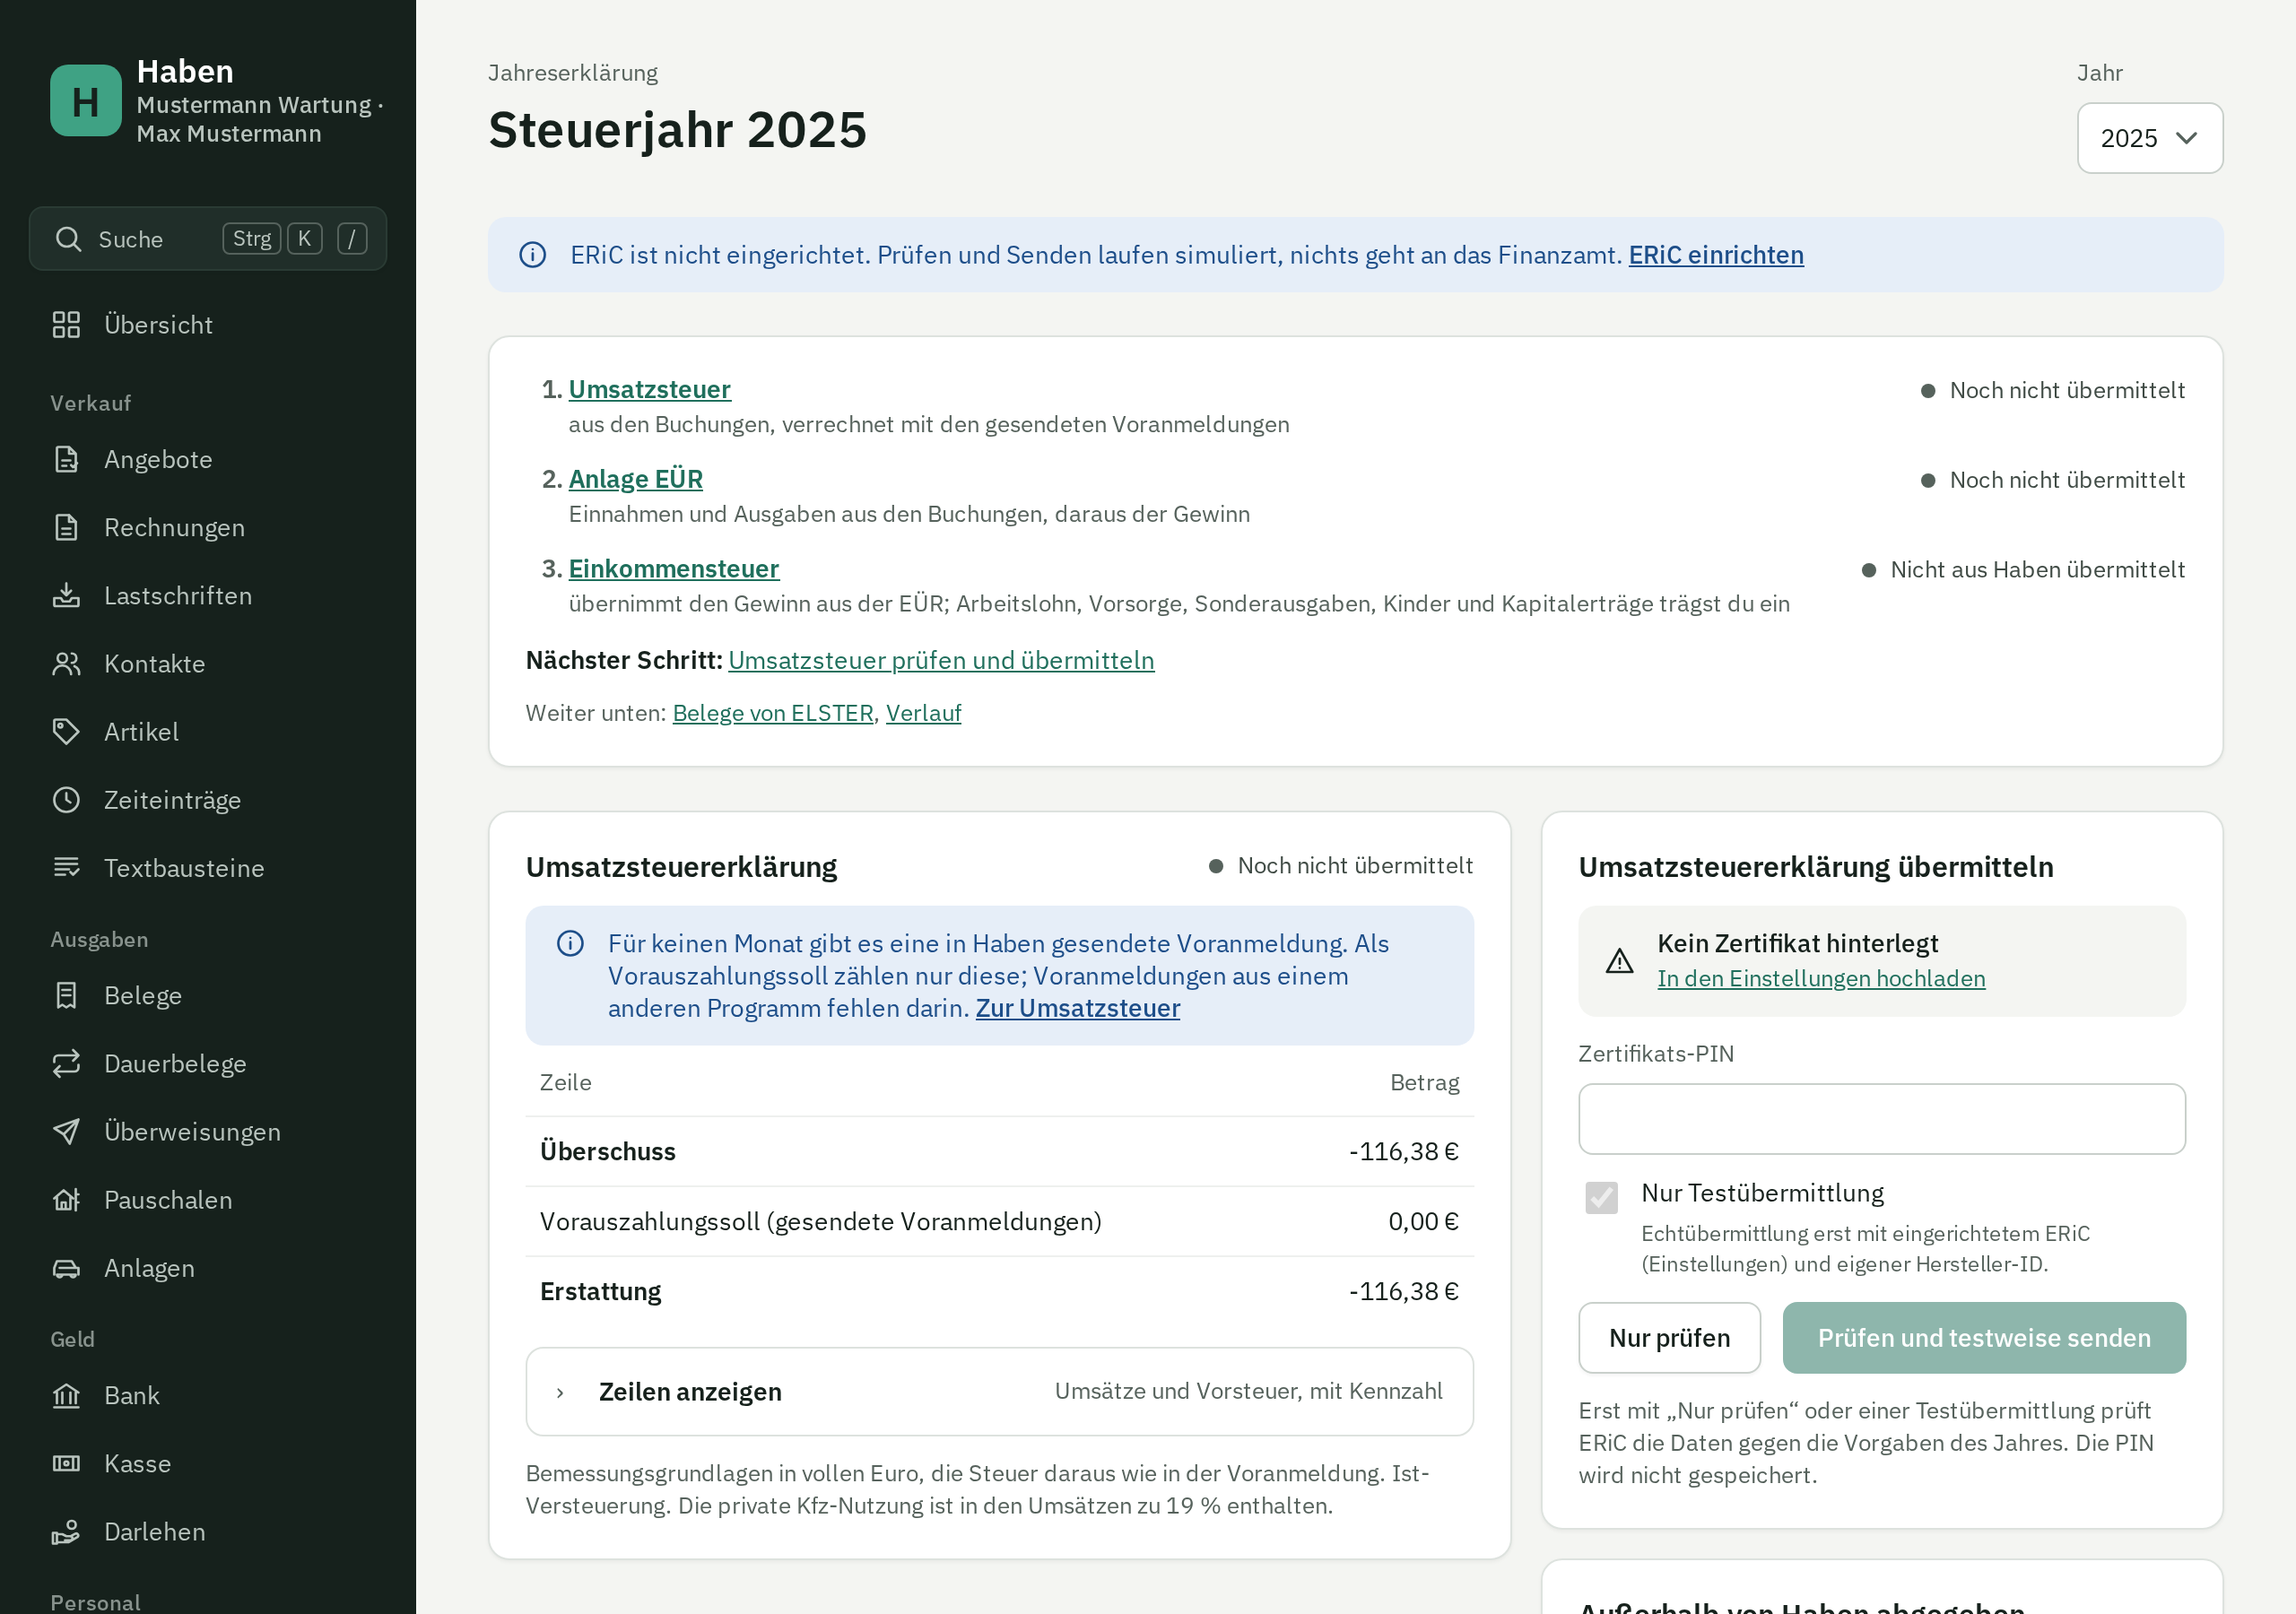 H
Haben
Mustermann Wartung ·
Max Mustermann
Suche Strg K /
Übersicht
Verkauf
Angebote
Rechnungen
Lastschriften
Kontakte
Artikel
Zeiteinträge
Textbausteine
Ausgaben
Belege
Dauerbelege
Überweisungen
Pauschalen
Anlagen
Geld
Bank
Kasse
Darlehen
Personal
Jahreserklärung
Steuerjahr 2025
Jahr
2025
ERiC ist nicht eingerichtet. Prüfen und Senden laufen simuliert, nichts geht an das Finanzamt. ERiC einrichten
1. Umsatzsteuer Noch nicht übermittelt
aus den Buchungen, verrechnet mit den gesendeten Voranmeldungen
2. Anlage EÜR Noch nicht übermittelt
Einnahmen und Ausgaben aus den Buchungen, daraus der Gewinn
3. Einkommensteuer Nicht aus Haben übermittelt
übernimmt den Gewinn aus der EÜR; Arbeitslohn, Vorsorge, Sonderausgaben, Kinder und Kapitalerträge trägst du ein
Nächster Schritt: Umsatzsteuer prüfen und übermitteln
Weiter unten: Belege von ELSTER, Verlauf
Umsatzsteuererklärung Noch nicht übermittelt
Für keinen Monat gibt es eine in Haben gesendete Voranmeldung. Als
Vorauszahlungssoll zählen nur diese; Voranmeldungen aus einem
anderen Programm fehlen darin. Zur Umsatzsteuer
Zeile Betrag
Überschuss -116,38 €
Vorauszahlungssoll (gesendete Voranmeldungen) 0,00 €
Erstattung -116,38 €
Zeilen anzeigen Umsätze und Vorsteuer, mit Kennzahl
Bemessungsgrundlagen in vollen Euro, die Steuer daraus wie in der Voranmeldung. Ist-
Versteuerung. Die private Kfz-Nutzung ist in den Umsätzen zu 19 % enthalten.
Umsatzsteuererklärung übermitteln
Kein Zertifikat hinterlegt
In den Einstellungen hochladen
Zertifikats-PIN
Nur Testübermittlung
Echtübermittlung erst mit eingerichtetem ERiC
(Einstellungen) und eigener Hersteller-ID.
Nur prüfen Prüfen und testweise senden
Erst mit „Nur prüfen“ oder einer Testübermittlung prüft
ERiC die Daten gegen die Vorgaben des Jahres. Die PIN
wird nicht gespeichert.
Außerhalb von Haben abgegeben